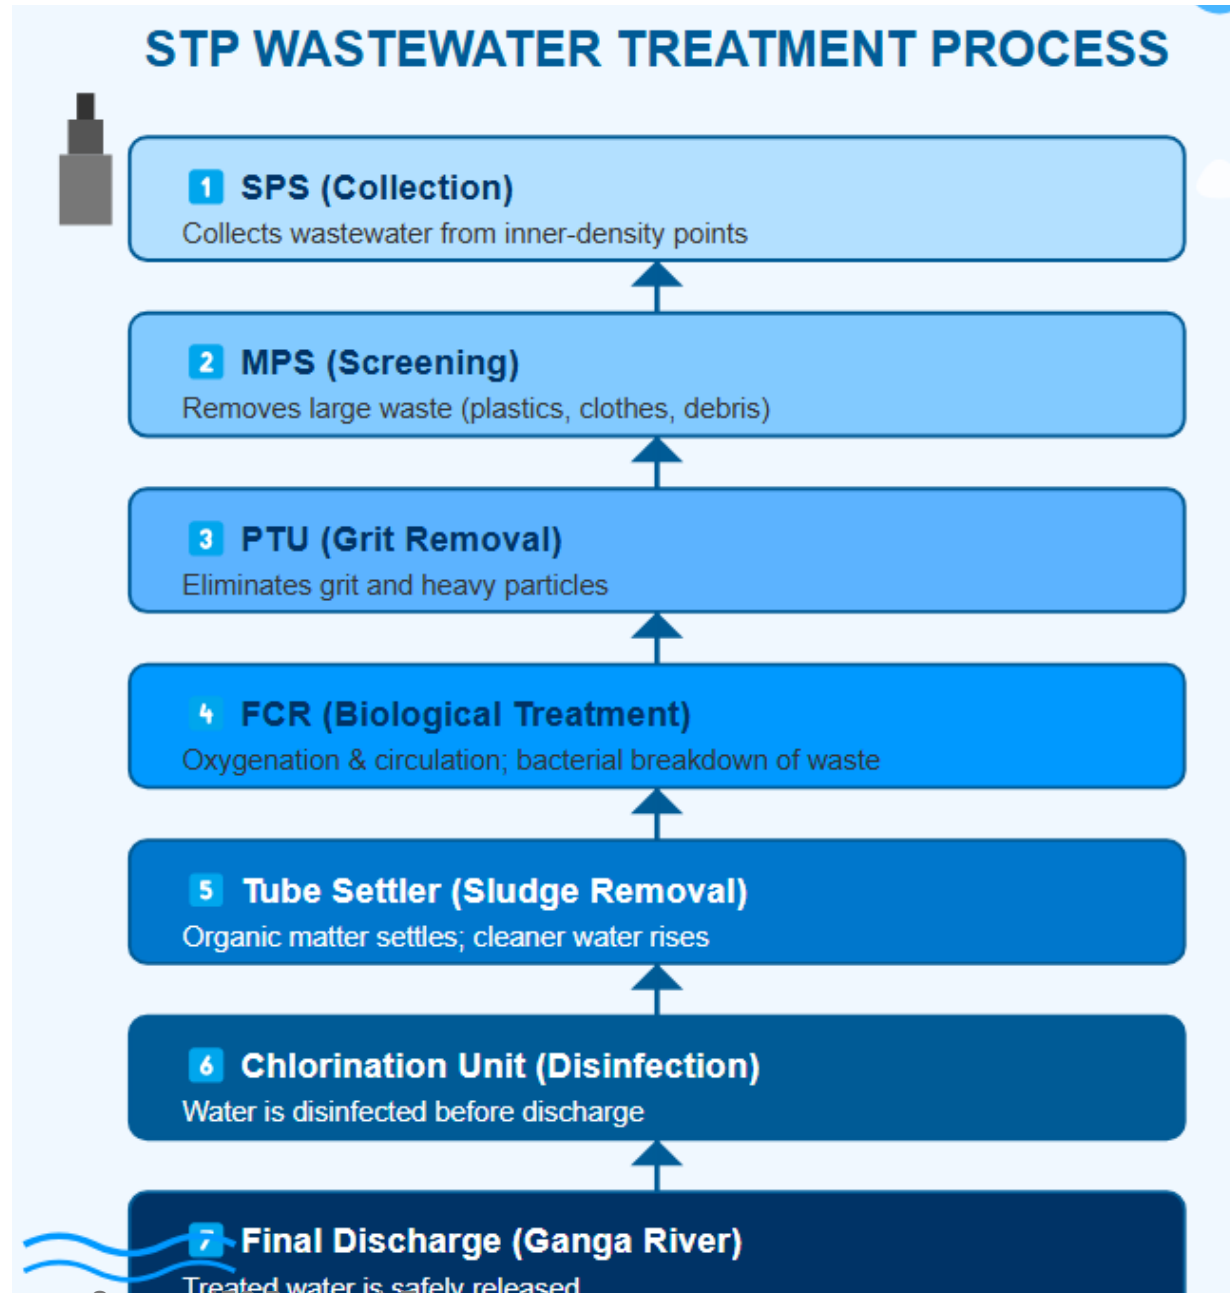 STP WASTEWATER TREATMENT PROCESS
1 SPS (Collection)
Collects wastewater from inner-density points
2 MPS (Screening)
Removes large waste (plastics, clothes, debris)
3 PTU (Grit Removal)
Eliminates grit and heavy particles
4 FCR (Biological Treatment)
Oxygenation & circulation; bacterial breakdown of waste
5 Tube Settler (Sludge Removal)
Organic matter settles; cleaner water rises
6 Chlorination Unit (Disinfection)
Water is disinfected before discharge
7 Final Discharge (Ganga River)
Treated water is safely released